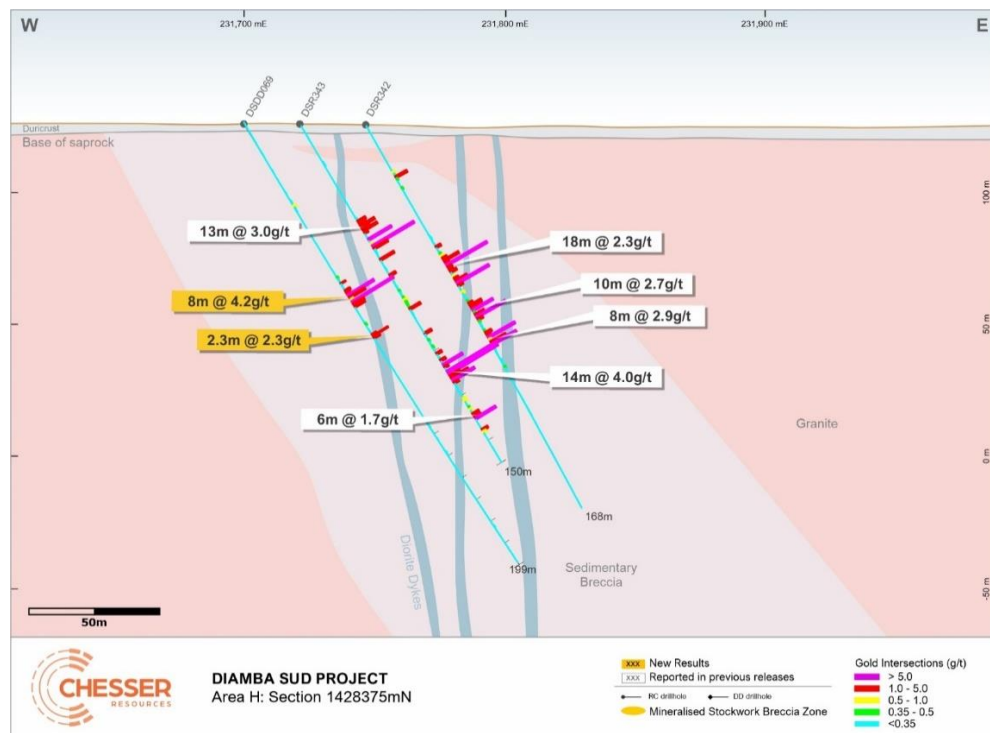 W
231,700 mE
231,800 mE
231,900 mE
E
DSDD069
DSR343
DSR342
Duricrust
Base of saprock
100 m
13m @ 3.0g/t
18m @ 2.3g/t
10m @ 2.7g/t
8m @ 4.2g/t
8m @ 2.9g/t
50 m
2.3m @ 2.3g/t
14m @ 4.0g/t
6m @ 1.7g/t
Granite
0 m
150m
168m
Diorite Dykes
199m
Sedimentary
Breccia
-50 m
50m
CHESSER
RESOURCES
DIAMBA SUD PROJECT
Area H: Section 1428375mN
xxx New Results
xxx Reported in previous releases
RC drillhole
DD drillhole
Mineralised Stockwork Breccia Zone
Gold Intersections (g/t)
> 5.0
1.0 - 5.0
0.5 - 1.0
0.35 - 0.5
<0.35